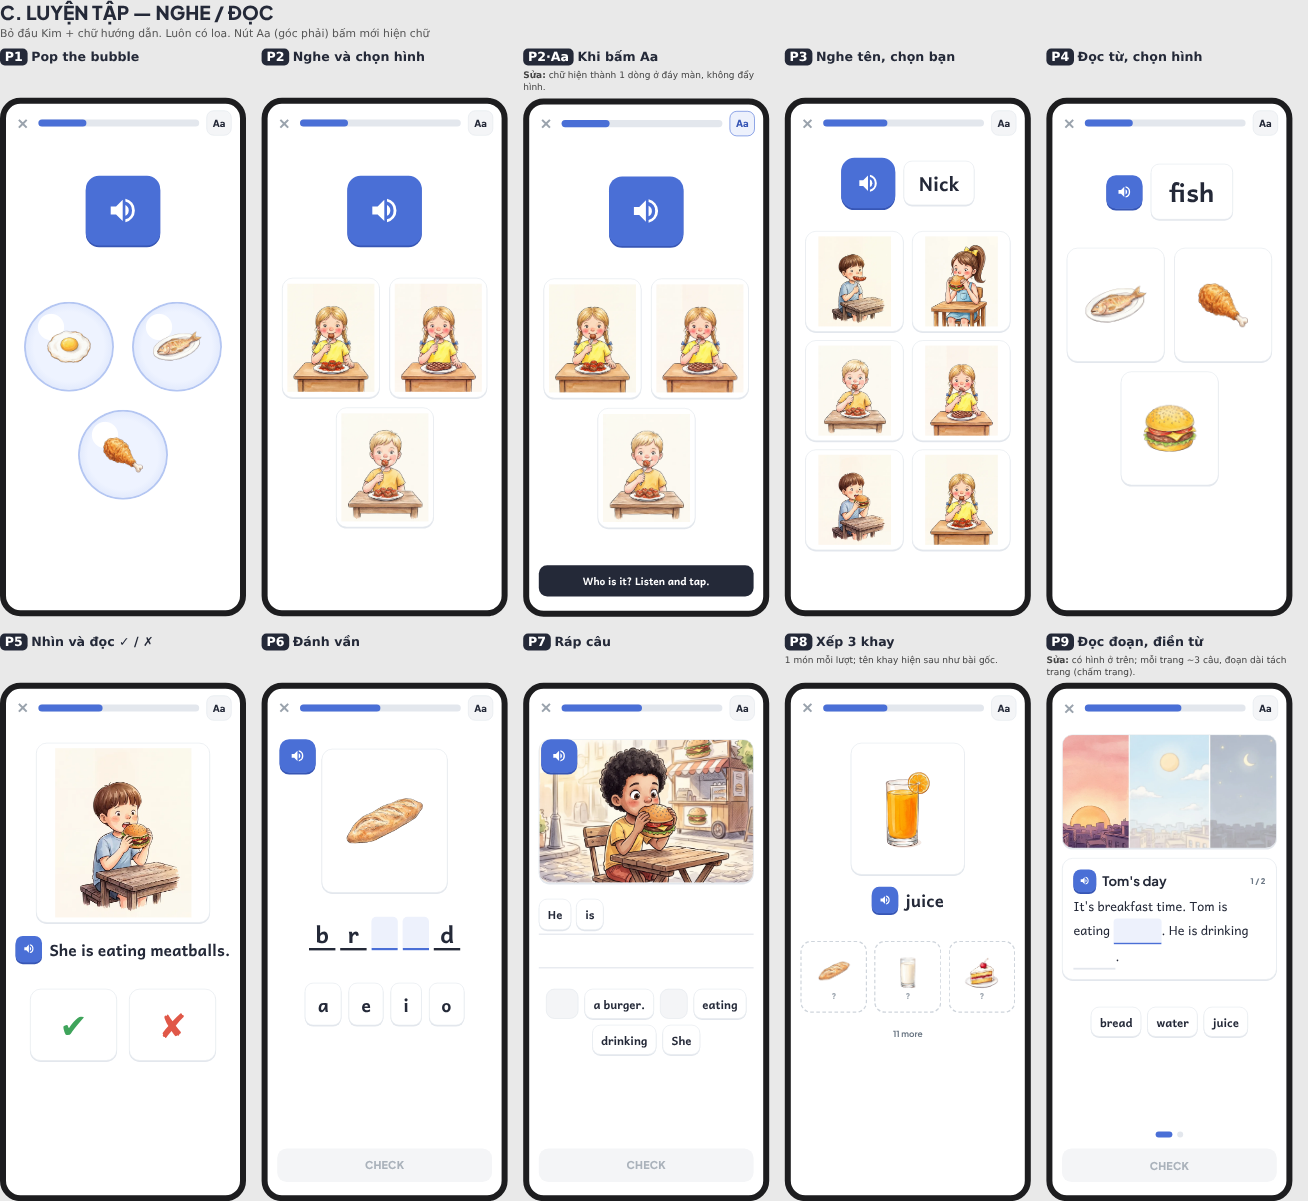 C. LUYỆN TẬP — NGHE / ĐỌC
Bỏ đầu Kim + chữ hướng dẫn. Luôn có loa. Nút Aa (góc phải) bấm mới hiện chữ
P1 Pop the bubble
✕ Aa
P2 Nghe và chọn hình
✕ Aa
P2·Aa Khi bấm Aa
Sửa: chữ hiện thành 1 dòng ở đáy màn, không đẩy
hình.
✕ Aa
Who is it? Listen and tap.
P3 Nghe tên, chọn bạn
✕ Aa
Nick
P4 Đọc từ, chọn hình
✕ Aa
fish
P5 Nhìn và đọc ✓ / ✗
✕ Aa
She is eating meatballs.
✔ ✘
P6 Đánh vần
✕ Aa
b r _ _ d
a e i o
CHECK
P7 Ráp câu
✕ Aa
He is
a burger. eating
drinking She
CHECK
P8 Xếp 3 khay
1 món mỗi lượt; tên khay hiện sau như bài gốc.
✕ Aa
juice
? ? ?
11 more
P9 Đọc đoạn, điền từ
Sửa: có hình ở trên; mỗi trang ~3 câu, đoạn dài tách
trang (chấm trang).
✕ Aa
Tom's day 1 / 2
It's breakfast time. Tom is
eating ____. He is drinking
____.
bread water juice
CHECK